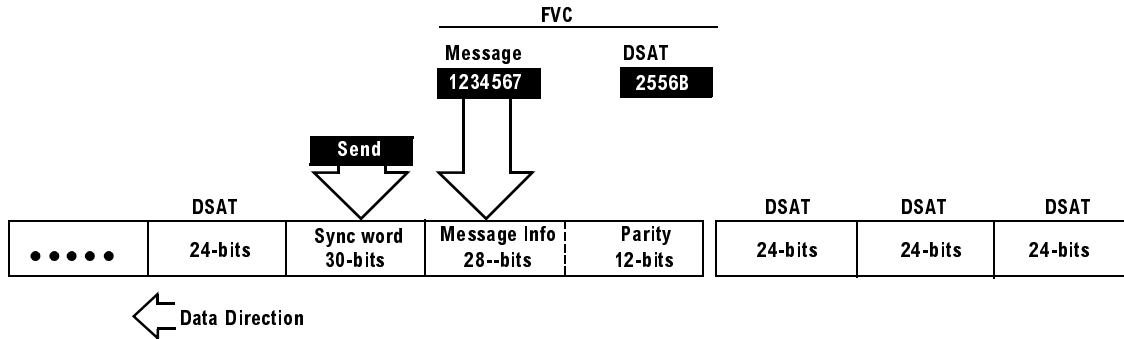 FVC
Message DSAT
1234567 2556B
Send
DSAT DSAT DSAT DSAT
24-bits Sync word 30-bits Message Info 28--bits Parity 12-bits 24-bits 24-bits 24-bits
Data Direction